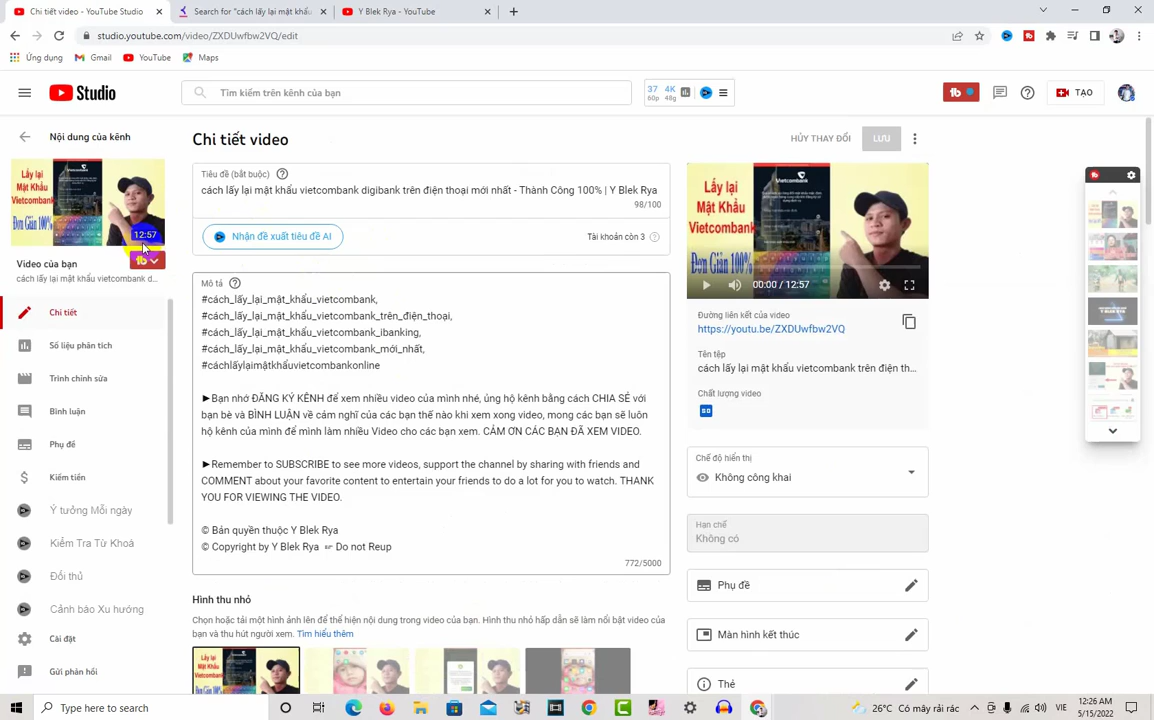 Chi tiết video - YouTube Studio
Search for "cách lấy lại mật khẩu
Y Blek Rya - YouTube
studio.youtube.com/video/ZXDUwfbw2VQ/edit
Ứng dụng
Gmail
YouTube
Maps
Studio
Tìm kiếm trên kênh của bạn
37 4K
60p 48g
TẠO
Nội dung của kênh
Lấy lại
Mật Khẩu
Vietcombank
Đơn Giản 100%
12:57
Video của bạn
cách lấy lại mật khẩu vietcombank d...
Chi tiết
Số liệu phân tích
Trình chỉnh sửa
Bình luận
Phụ đề
Kiếm tiền
Ý tưởng Mỗi ngày
Kiểm Tra Từ Khoá
Đối thủ
Cảnh báo Xu hướng
Cài đặt
Gửi phản hồi
Chi tiết video
HỦY THAY ĐỔI
LƯU
Tiêu đề (bắt buộc)
cách lấy lại mật khẩu vietcombank digibank trên điện thoại mới nhất - Thành Công 100% | Y Blek Rya
98/100
Nhận đề xuất tiêu đề AI
Tài khoản còn 3
Mô tả
#cách_lấy_lại_mật_khẩu_vietcombank,
#cách_lấy_lại_mật_khẩu_vietcombank_trên_điện_thoại,
#cách_lấy_lại_mật_khẩu_vietcombank_ibanking,
#cách_lấy_lại_mật_khẩu_vietcombank_mới_nhất,
#cáchlấylạimậtkhẩuvietcombankonline
►Bạn nhớ ĐĂNG KÝ KÊNH để xem nhiều video của mình nhé, ủng hộ kênh bằng cách CHIA SẺ với
bạn bè và BÌNH LUẬN về cảm nghĩ của các bạn thế nào khi xem xong video, mong các bạn sẽ luôn
hộ kênh của mình để mình làm nhiều Video cho các bạn xem. CẢM ƠN CÁC BẠN ĐÃ XEM VIDEO.
►Remember to SUBSCRIBE to see more videos, support the channel by sharing with friends and
COMMENT about your favorite content to entertain your friends to do a lot for you to watch. THANK
YOU FOR VIEWING THE VIDEO.
© Bản quyền thuộc Y Blek Rya
© Copyright by Y Blek Rya ☞ Do not Reup
772/5000
Hình thu nhỏ
Chọn hoặc tải một hình ảnh lên để thể hiện nội dung trong video của bạn. Hình thu nhỏ hấp dẫn sẽ làm nổi bật video của
bạn và thu hút người xem. Tìm hiểu thêm
Lấy lại
Mật Khẩu
Vietcombank
Lấy lại
Mật Khẩu
Vietcombank
Đơn Giản 100%
00:00 / 12:57
Đường liên kết của video
https://youtu.be/ZXDUwfbw2VQ
Tên tệp
cách lấy lại mật khẩu vietcombank trên điện th...
Chất lượng video
Chế độ hiển thị
Không công khai
Hạn chế
Không có
Phụ đề
Màn hình kết thúc
Thẻ
Type here to search
26°C Có mây rải rác
VIE
12:26 AM
5/15/2022